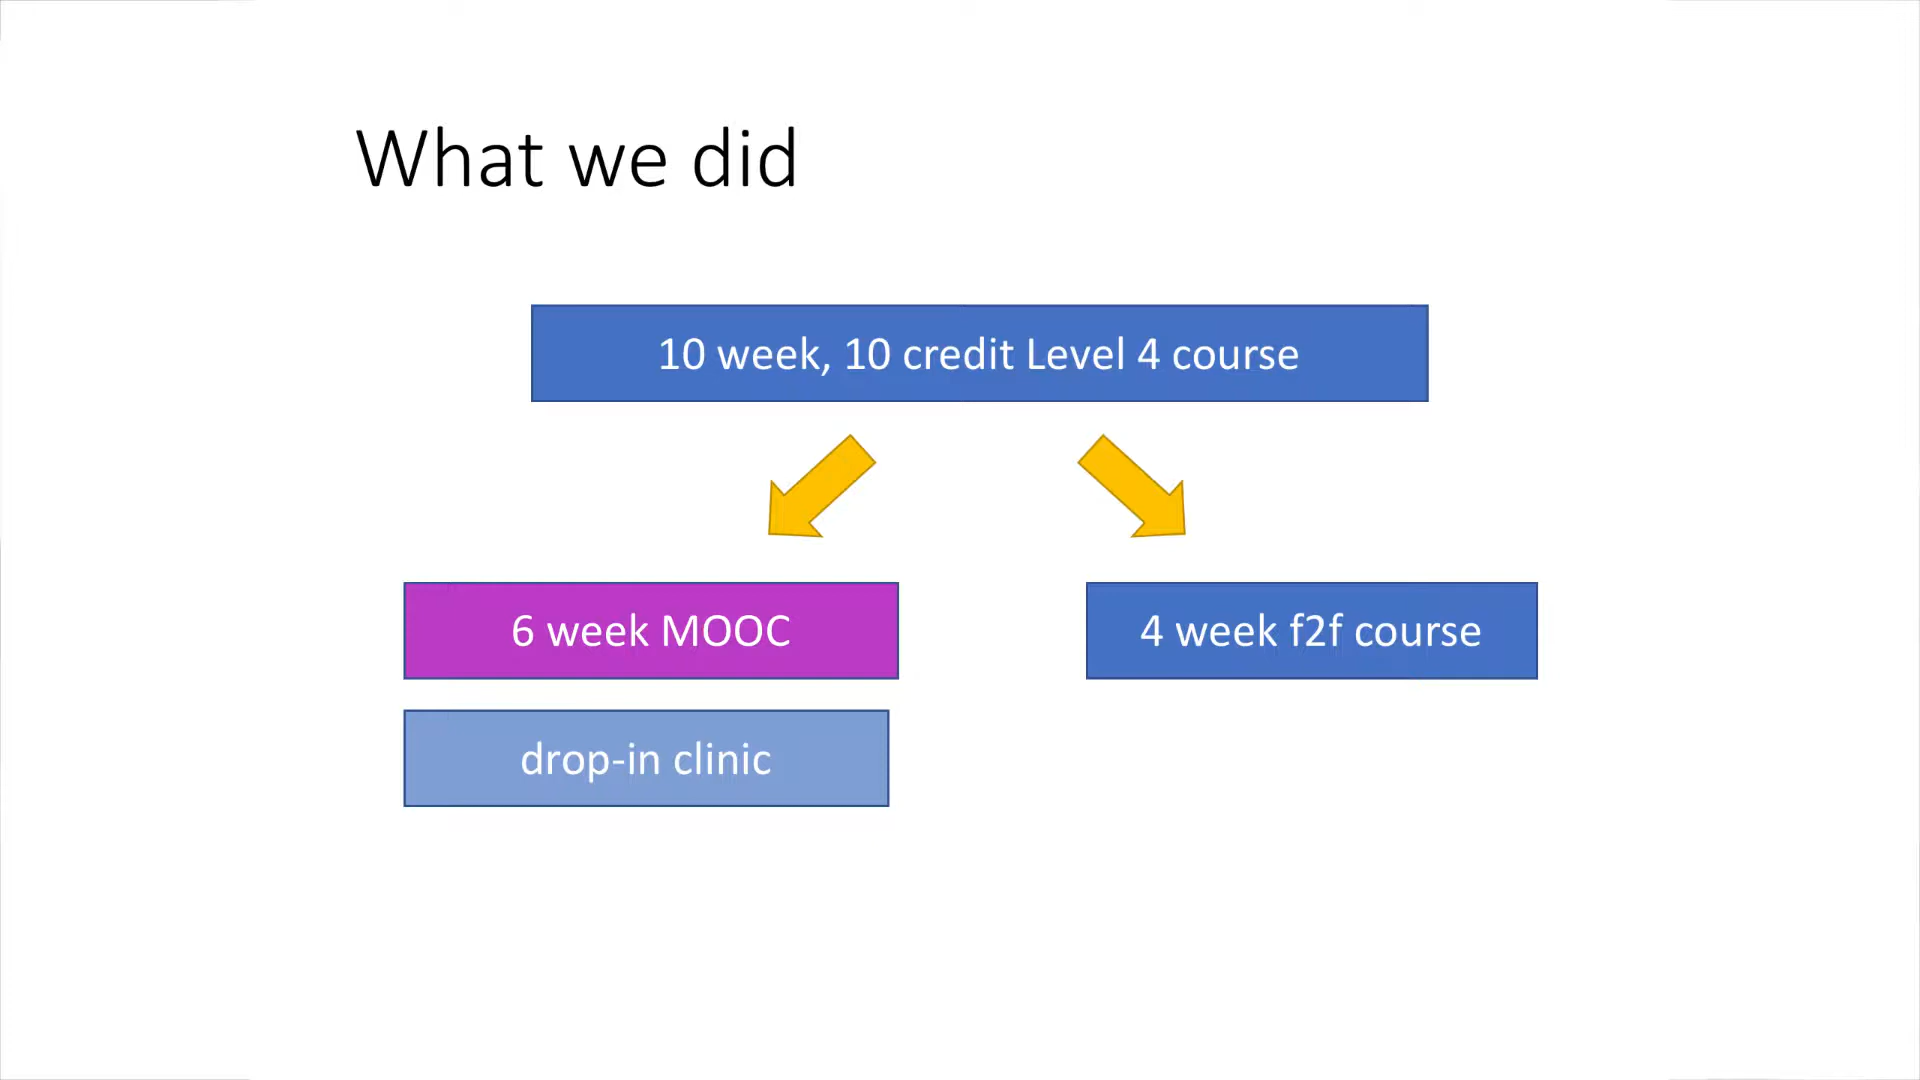 What we did
10 week, 10 credit Level 4 course
6 week MOOC
4 week f2f course
drop-in clinic